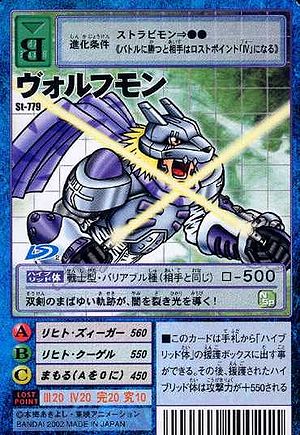 B
しん か じょうけん
進化条件
ストラビモン⇒●●
《バトルに勝つと相手はロストポイント「Ⅳ」になる》
ヴォルフモン
St-779
ハイブリッド体
戦士型・バリアブル種(相手と同じ) ロ-500
双剣のまばゆい軌跡が、闇を裂き光を導く!
A リヒト・ズィーガー 560
B リヒト・クーゲル 550
C まもる(Aを0に) 450
LOST POINT Ⅲ20 Ⅳ20 完20 究10
■このカードは手札から「ハイブ
リッド体」の援護ボックスに出す事
ができる。その後、援護されたハイ
ブリッド体は攻撃力が+550される
©本郷あきよし・東映アニメーション
BANDAI 2002 MADE IN JAPAN